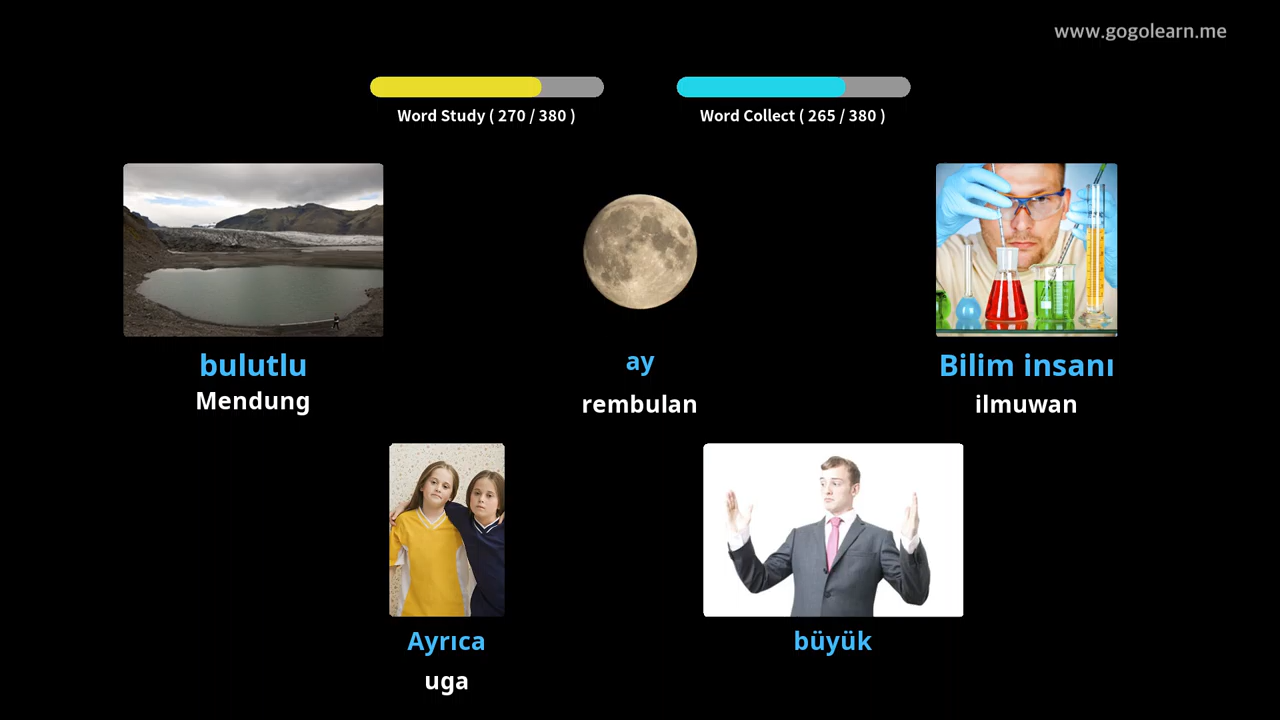 www.gogolearn.me
Word Study ( 270 / 380 )
Word Collect ( 265 / 380 )
bulutlu
Mendung
ay
rembulan
Bilim insanı
ilmuwan
Ayrıca
uga
büyük